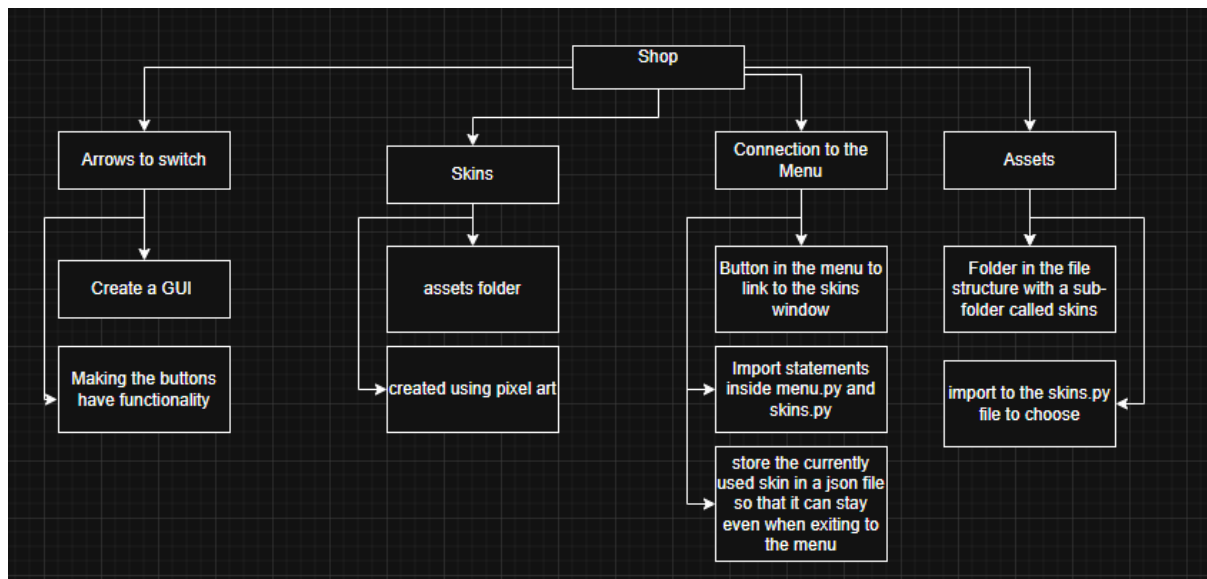 Shop
Arrows to switch
Skins
Connection to the
Menu
Assets
Create a GUI
Making the buttons
have functionality
assets folder
created using pixel art
Button in the menu to
link to the skins
window
Import statements
inside menu.py and
skins.py
store the currently
used skin in a json file
so that it can stay
even when exiting to
the menu
Folder in the file
structure with a sub-
folder called skins
import to the skins.py
file to choose